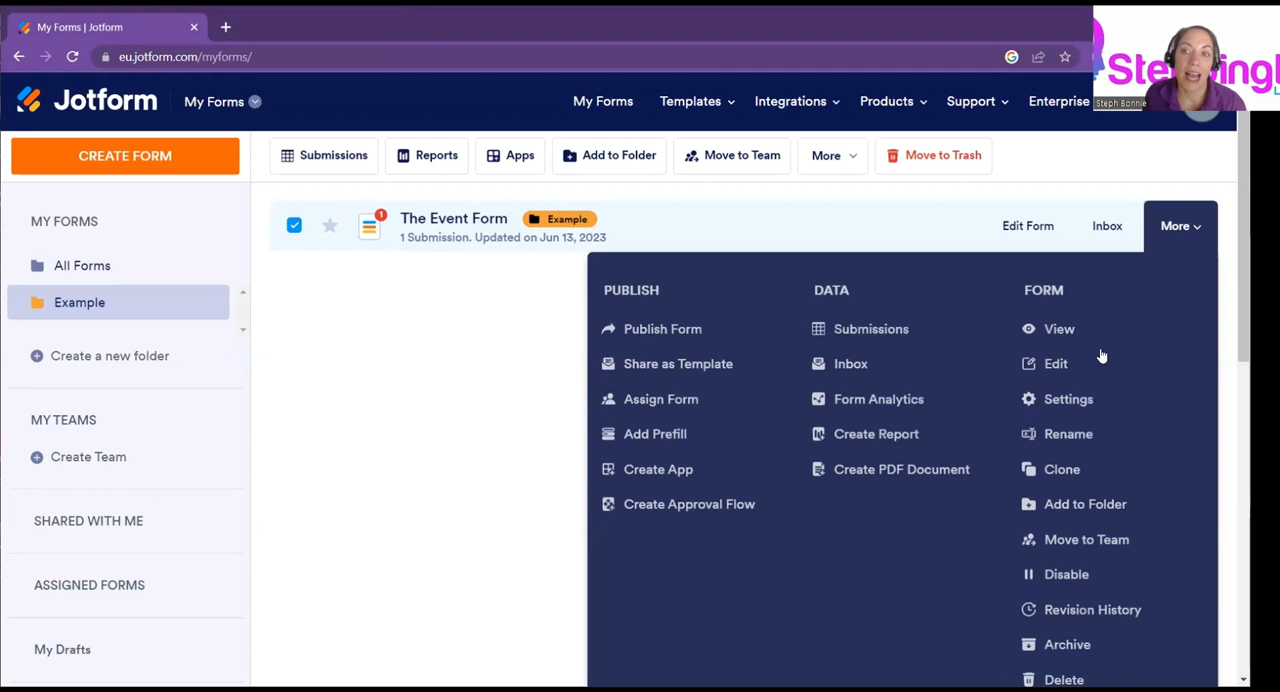 My Forms | Jotform
eu.jotform.com/myforms/
Jotform
My Forms
My Forms
Templates
Integrations
Products
Support
Enterprise
Steph Bonnie
CREATE FORM
Submissions
Reports
Apps
Add to Folder
Move to Team
More
Move to Trash
MY FORMS
All Forms
Example
Create a new folder
MY TEAMS
Create Team
SHARED WITH ME
ASSIGNED FORMS
My Drafts
1
The Event Form
Example
1 Submission. Updated on Jun 13, 2023
Edit Form
Inbox
More
PUBLISH
Publish Form
Share as Template
Assign Form
Add Prefill
Create App
Create Approval Flow
DATA
Submissions
Inbox
Form Analytics
Create Report
Create PDF Document
FORM
View
Edit
Settings
Rename
Clone
Add to Folder
Move to Team
Disable
Revision History
Archive
Delete